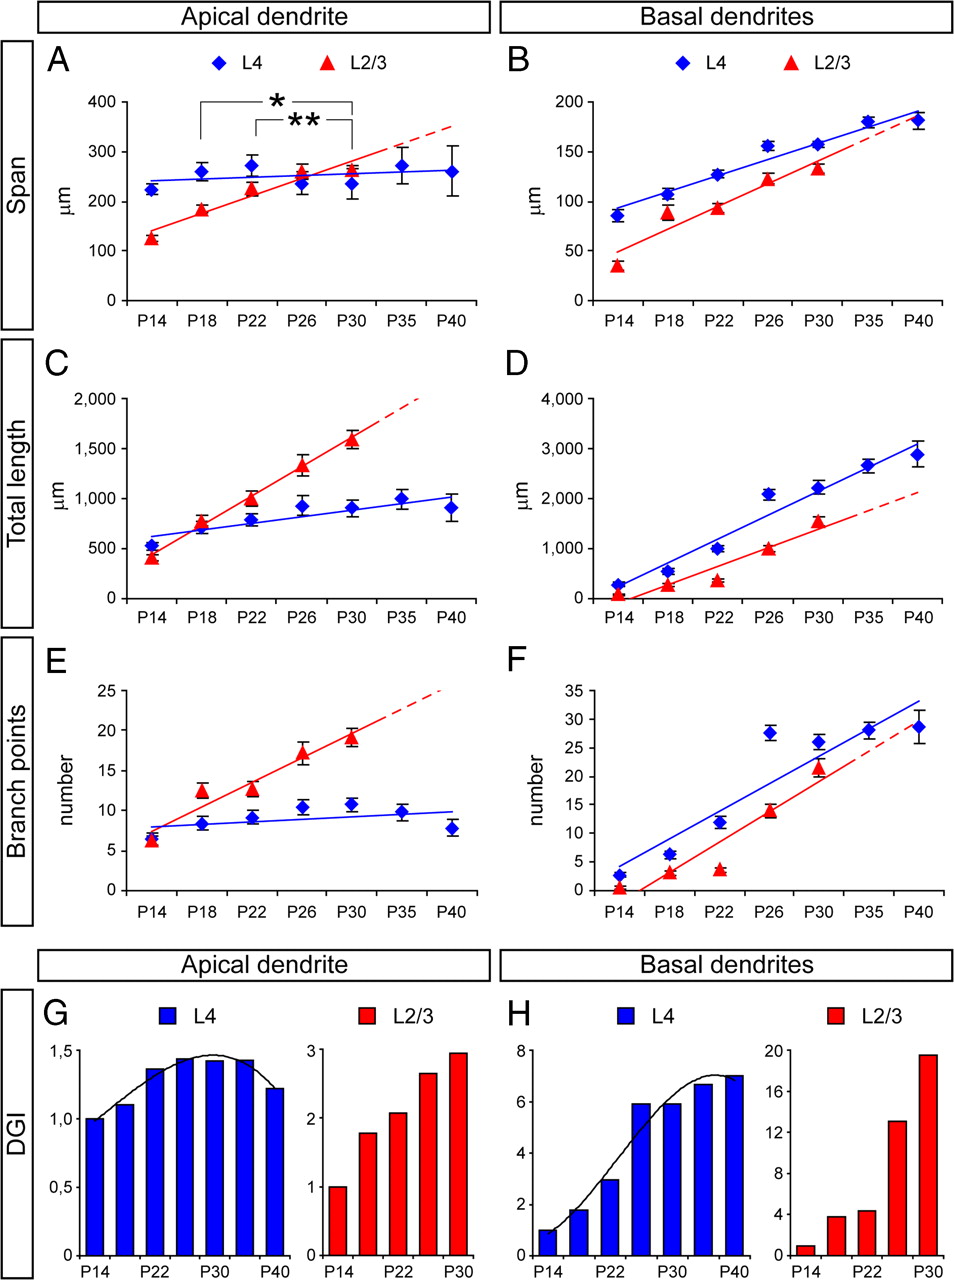 Apical dendrite
Basal dendrites
Span
A
L4
L2/3
B
L4
L2/3
400
300
200
100
0
μm
*
**
P14 P18 P22 P26 P30 P35 P40
200
150
100
50
0
μm
P14 P18 P22 P26 P30 P35 P40
Total length
C
2,000
1,500
1,000
500
0
μm
P14 P18 P22 P26 P30 P35 P40
D
4,000
3,000
2,000
1,000
0
μm
P14 P18 P22 P26 P30 P35 P40
Branch points
E
25
20
15
10
5
0
number
P14 P18 P22 P26 P30 P35 P40
F
35
30
25
20
15
10
5
0
number
P14 P18 P22 P26 P30 P35 P40
Apical dendrite
Basal dendrites
DGI
G
L4
L2/3
H
L4
L2/3
1,5
1,0
0,5
0
P14 P22 P30 P40
3
2
1
0
P14 P22 P30
8
6
4
2
0
P14 P22 P30 P40
20
16
12
8
4
0
P14 P22 P30